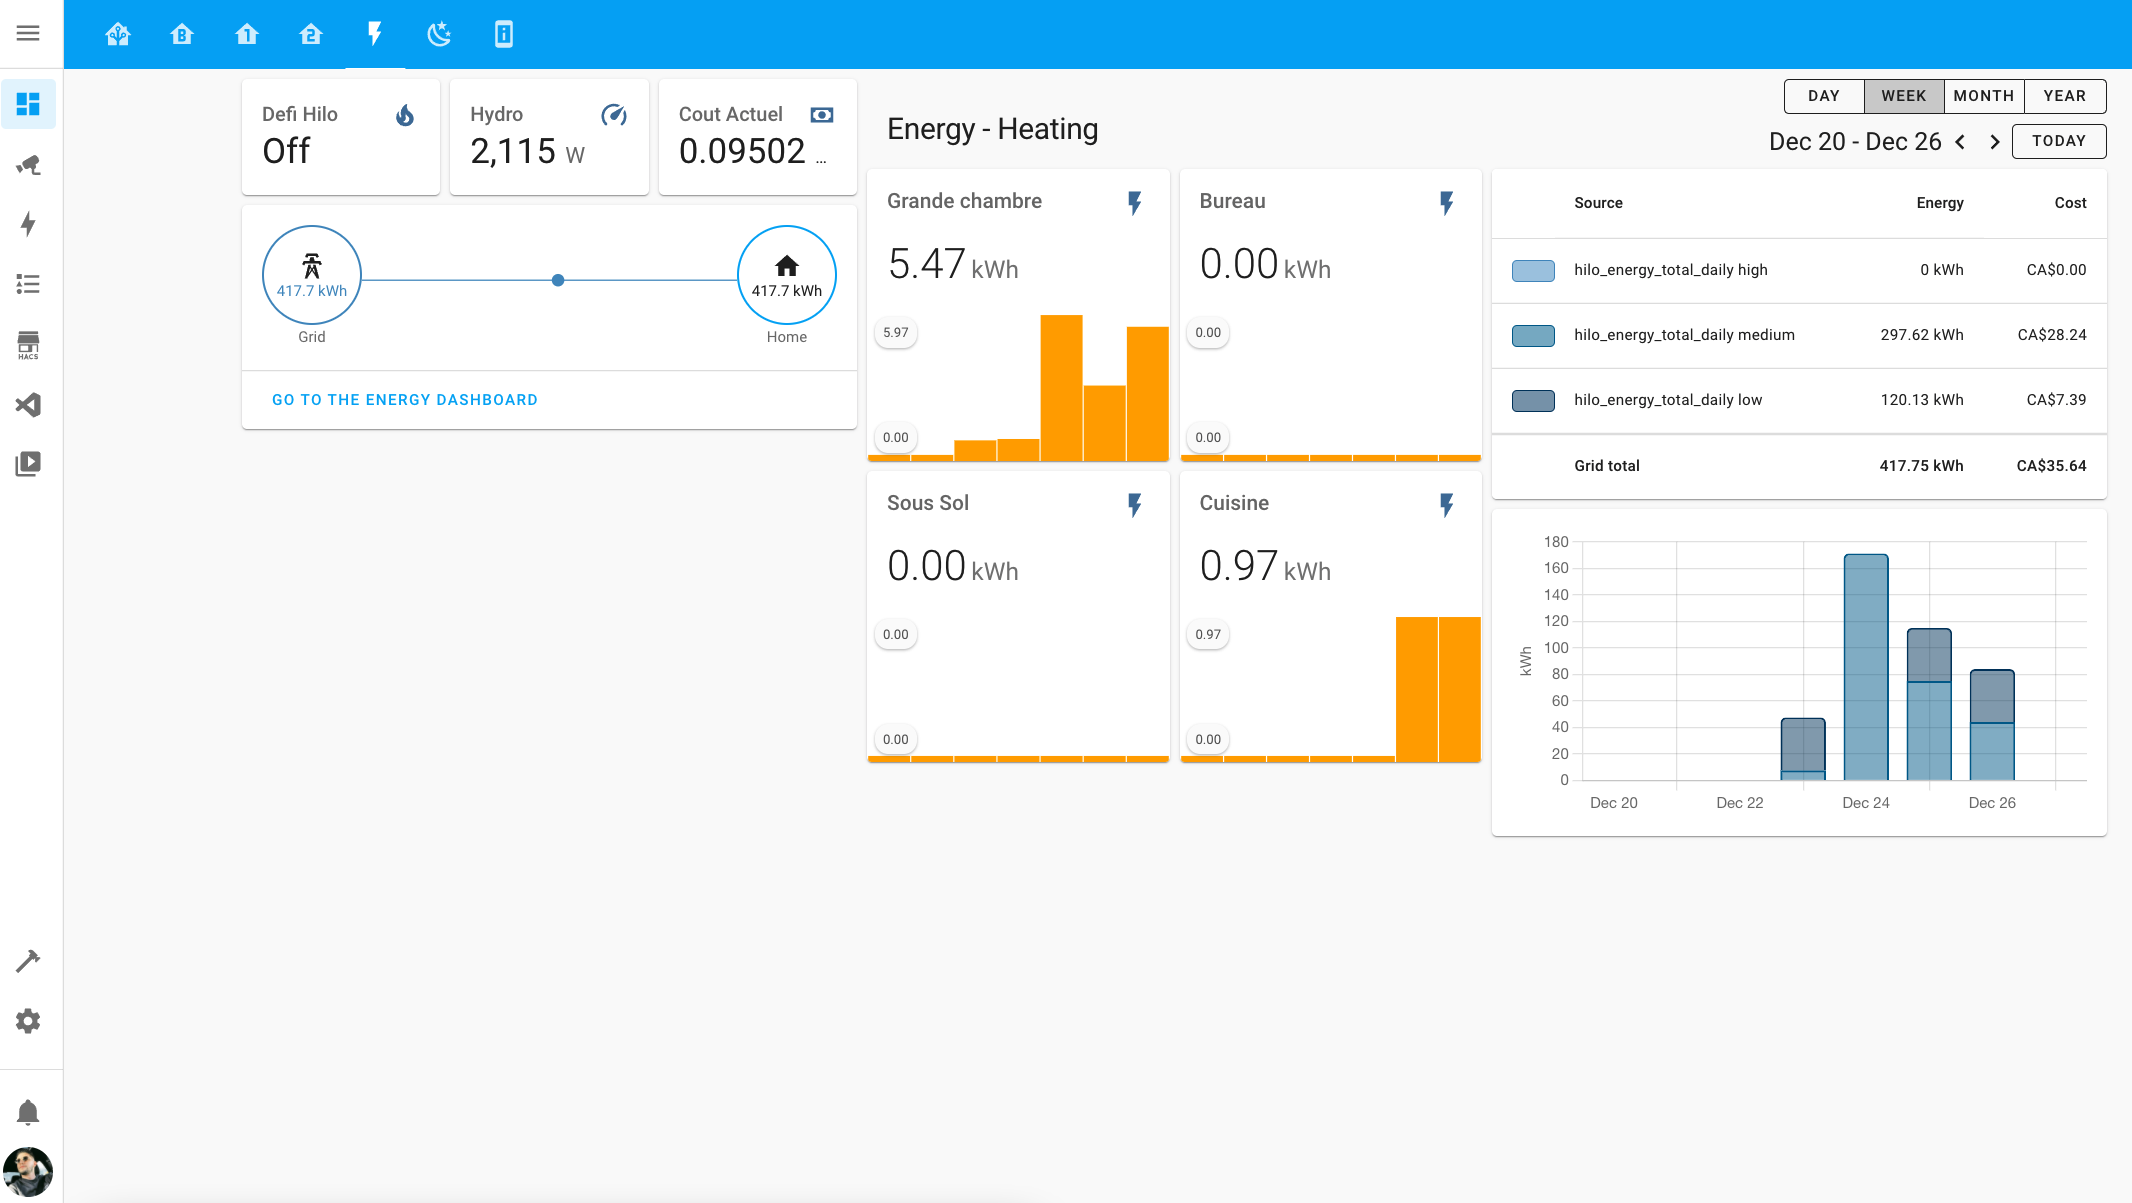 HACS
Defi Hilo
Off
Hydro
2,115 W
Cout Actuel
0.09502 ...
417.7 kWh
Grid
417.7 kWh
Home
GO TO THE ENERGY DASHBOARD
Energy - Heating
Grande chambre
5.47 kWh
5.97
0.00
Bureau
0.00 kWh
0.00
0.00
Sous Sol
0.00 kWh
0.00
0.00
Cuisine
0.97 kWh
0.97
0.00
DAY WEEK MONTH YEAR
Dec 20 - Dec 26 TODAY
Source Energy Cost
hilo_energy_total_daily high 0 kWh CA$0.00
hilo_energy_total_daily medium 297.62 kWh CA$28.24
hilo_energy_total_daily low 120.13 kWh CA$7.39
Grid total 417.75 kWh CA$35.64
kWh
180
160
140
120
100
80
60
40
20
0
Dec 20 Dec 22 Dec 24 Dec 26